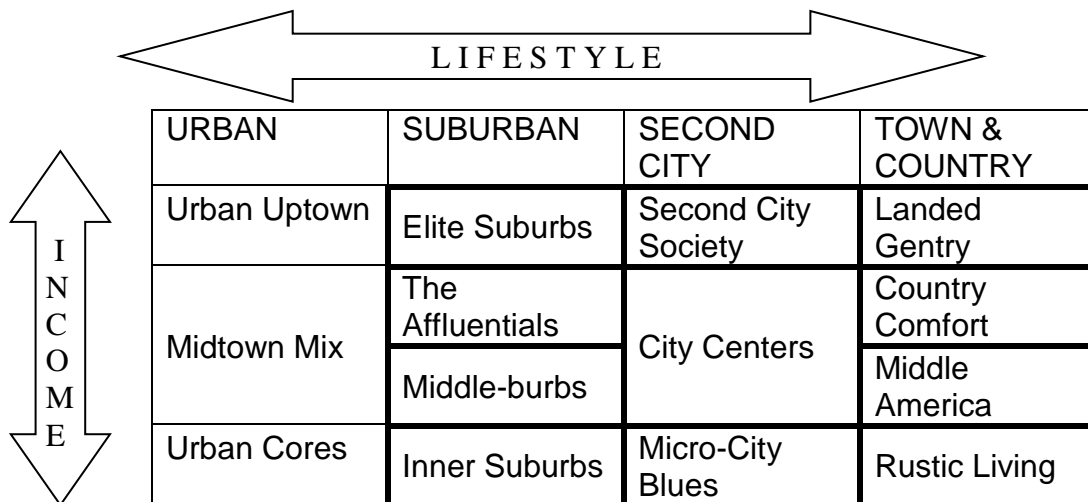 LIFESTYLE
INCOME
URBAN
SUBURBAN
SECOND
CITY
TOWN &
COUNTRY
Urban Uptown
Elite Suburbs
Second City
Society
Landed
Gentry
Midtown Mix
The
Affluentials
Middle-burbs
City Centers
Country
Comfort
Middle
America
Urban Cores
Inner Suburbs
Micro-City
Blues
Rustic Living